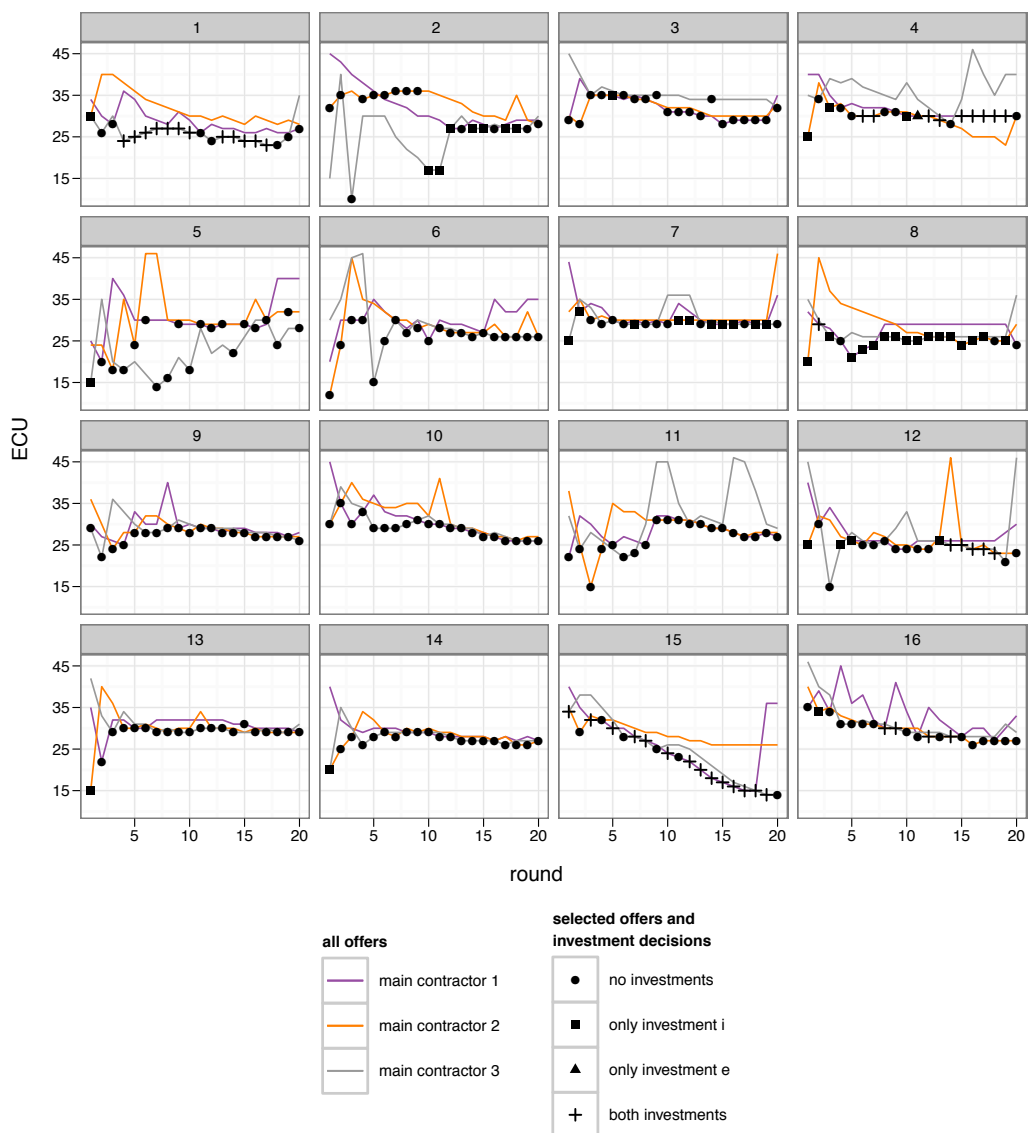 1 2 3 4
45
35
25
15
5 6 7 8
45
35
25
15
ECU
9 10 11 12
45
35
25
15
13 14 15 16
45
35
25
15
5 10 15 20 5 10 15 20 5 10 15 20 5 10 15 20
round
all offers
main contractor 1
main contractor 2
main contractor 3
selected offers and
investment decisions
no investments
only investment i
only investment e
both investments